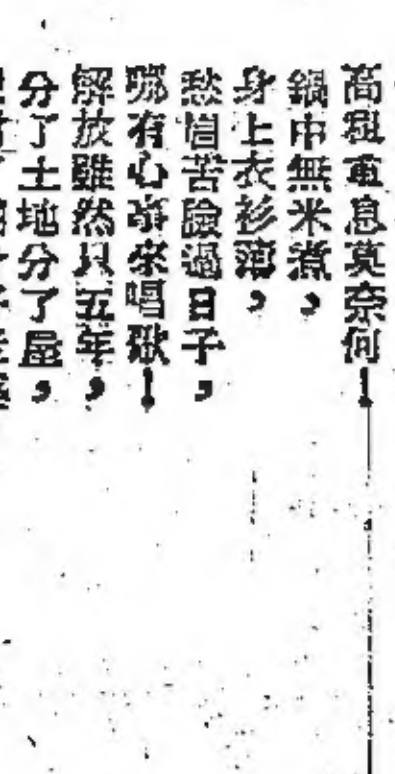 高租重息莫奈何！
鍋中無米煮，
身上衣衫薄，
愁眉苦臉過日子，
哪有心來唱歌！
解放雖然只五年，
分了土地分了屋，